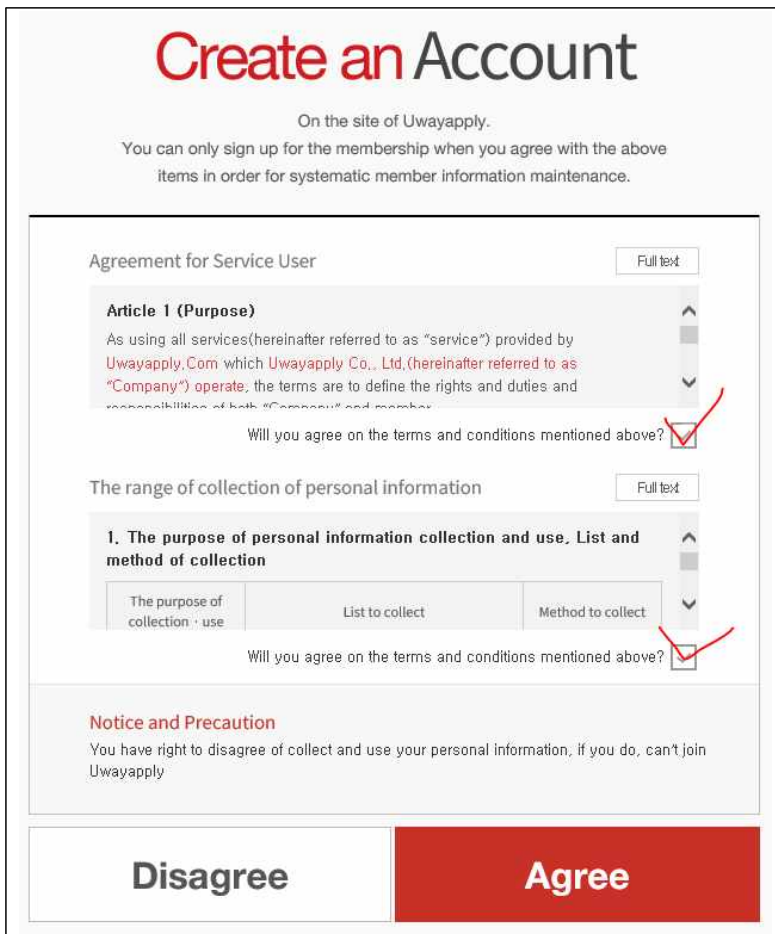 Create an Account
On the site of Uwayapply.
You can only sign up for the membership when you agree with the above
items in order for systematic member information maintenance.
Agreement for Service User
Full text
Article 1 (Purpose)
As using all services(hereinafter referred to as "service") provided by
Uwayapply.Com which Uwayapply Co., Ltd.(hereinafter referred to as
"Company") operate, the terms are to define the rights and duties and
responsibilities of both "Company" and member.
Will you agree on the terms and conditions mentioned above?
The range of collection of personal information
Full text
1. The purpose of personal information collection and use, List and
method of collection
The purpose of
collection · use
List to collect
Method to collect
Will you agree on the terms and conditions mentioned above?
Notice and Precaution
You have right to disagree of collect and use your personal information, if you do, can't join
Uwayapply
Disagree
Agree